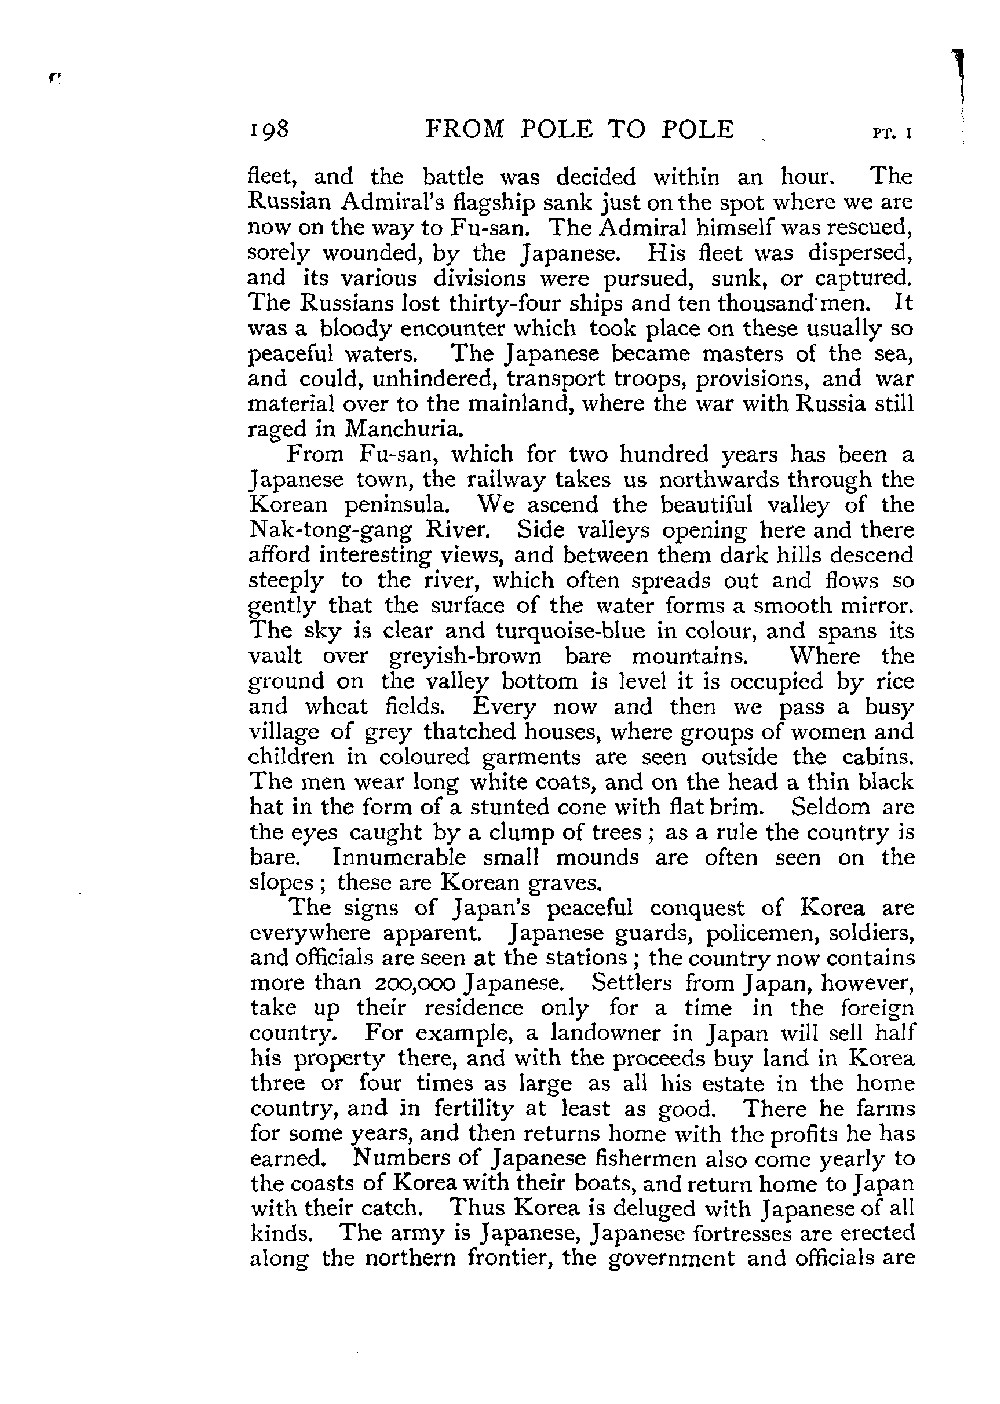 198 FROM POLE TO POLE PT. I
fleet, and the battle was decided within an hour. The
Russian Admiral's flagship sank just on the spot where we are
now on the way to Fu-san. The Admiral himself was rescued,
sorely wounded, by the Japanese. His fleet was dispersed,
and its various divisions were pursued, sunk, or captured.
The Russians lost thirty-four ships and ten thousand men. It
was a bloody encounter which took place on these usually so
peaceful waters. The Japanese became masters of the sea,
and could, unhindered, transport troops, provisions, and war
material over to the mainland, where the war with Russia still
raged in Manchuria.
From Fu-san, which for two hundred years has been a
Japanese town, the railway takes us northwards through the
Korean peninsula. We ascend the beautiful valley of the
Nak-tong-gang River. Side valleys opening here and there
afford interesting views, and between them dark hills descend
steeply to the river, which often spreads out and flows so
gently that the surface of the water forms a smooth mirror.
The sky is clear and turquoise-blue in colour, and spans its
vault over greyish-brown bare mountains. Where the
ground on the valley bottom is level it is occupied by rice
and wheat fields. Every now and then we pass a busy
village of grey thatched houses, where groups of women and
children in coloured garments are seen outside the cabins.
The men wear long white coats, and on the head a thin black
hat in the form of a stunted cone with flat brim. Seldom are
the eyes caught by a clump of trees ; as a rule the country is
bare. Innumerable small mounds are often seen on the
slopes ; these are Korean graves.
The signs of Japan's peaceful conquest of Korea are
everywhere apparent. Japanese guards, policemen, soldiers,
and officials are seen at the stations ; the country now contains
more than 200,000 Japanese. Settlers from Japan, however,
take up their residence only for a time in the foreign
country. For example, a landowner in Japan will sell half
his property there, and with the proceeds buy land in Korea
three or four times as large as all his estate in the home
country, and in fertility at least as good. There he farms
for some years, and then returns home with the profits he has
earned. Numbers of Japanese fishermen also come yearly to
the coasts of Korea with their boats, and return home to Japan
with their catch. Thus Korea is deluged with Japanese of all
kinds. The army is Japanese, Japanese fortresses are erected
along the northern frontier, the government and officials are